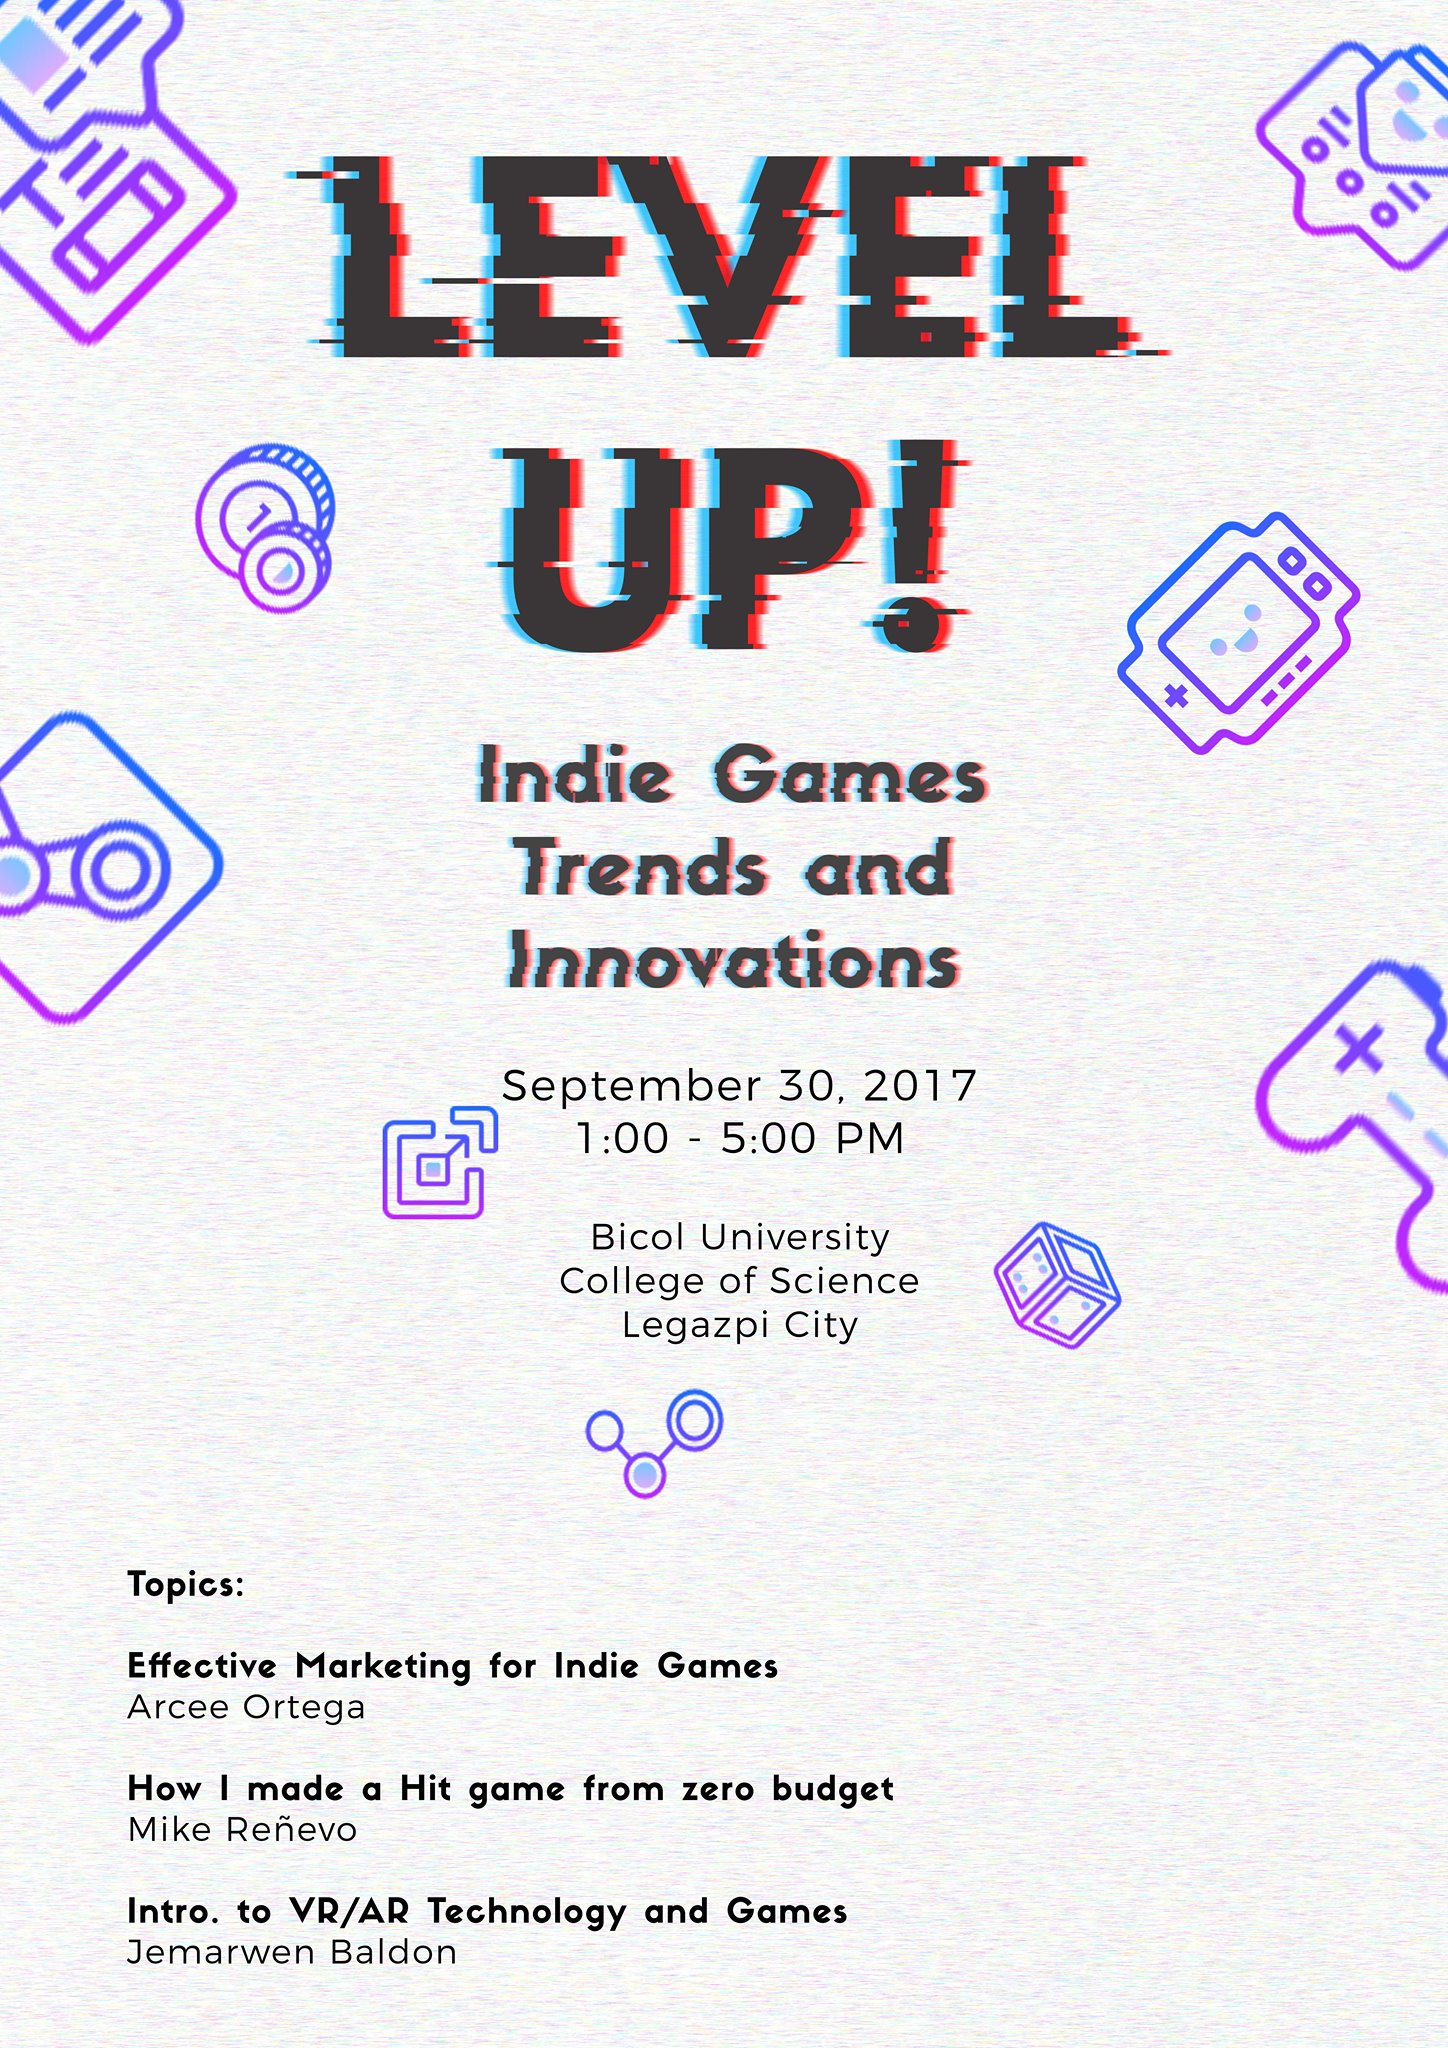 LEVEL
UP!
Indie Games
Trends and
Innovations
September 30, 2017
1:00 - 5:00 PM
Bicol University
College of Science
Legazpi City
Topics:
Effective Marketing for Indie Games
Arcee Ortega
How I made a Hit game from zero budget
Mike Reñevo
Intro. to VR/AR Technology and Games
Jemarwen Baldon